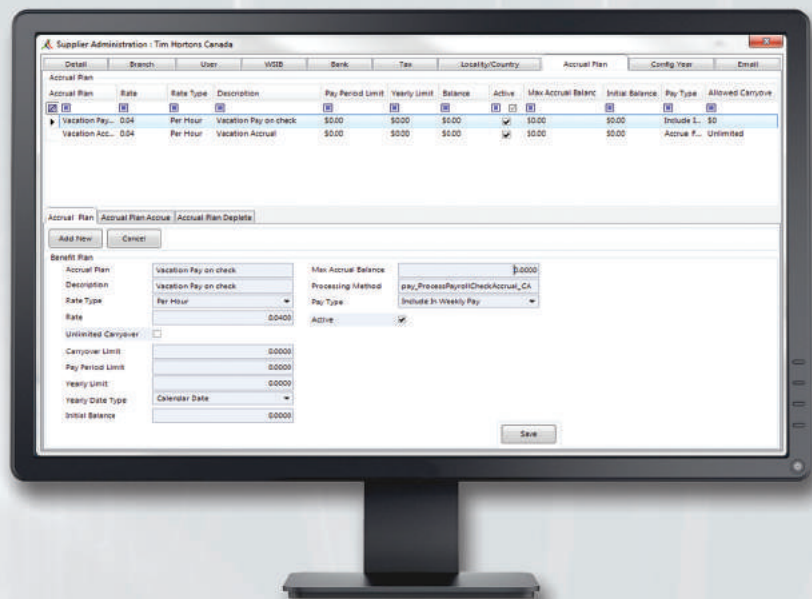 Supplier Administration : Tim Hortons Canada
Detail Branch User WSIB Bank Tax Locality/Country Accrual Plan Config Year Email
Accrual Plan
Accrual Plan Rate Rate Type Description Pay Period Limit Yearly Limit Balance Active Max Accrual Balanc Initial Balance Pay Type Allowed Carryove
Vacation Pay... 0.04 Per Hour Vacation Pay on check $0.00 $0.00 $0.00 $0.00 $0.00 Include I... $0
Vacation Acc... 0.04 Per Hour Vacation Accrual $0.00 $0.00 $0.00 $0.00 $0.00 Accrue F... Unlimited
Accrual Plan Accrual Plan Accrue Accrual Plan Deplete
Add New Cancel
Benefit Plan
Accrual Plan Vacation Pay on check Max Accrual Balance 0.0000
Description Vacation Pay on check Processing Method pay_ProcessPayrollCheckAccrual_CA
Rate Type Per Hour Pay Type Include In Weekly Pay
Rate 0.0400 Active
Unlimited Carryover
Carryover Limit 0.0000
Pay Period Limit 0.0000
Yearly Limit 0.0000
Yearly Date Type Calendar Date
Initial Balance 0.0000
Save